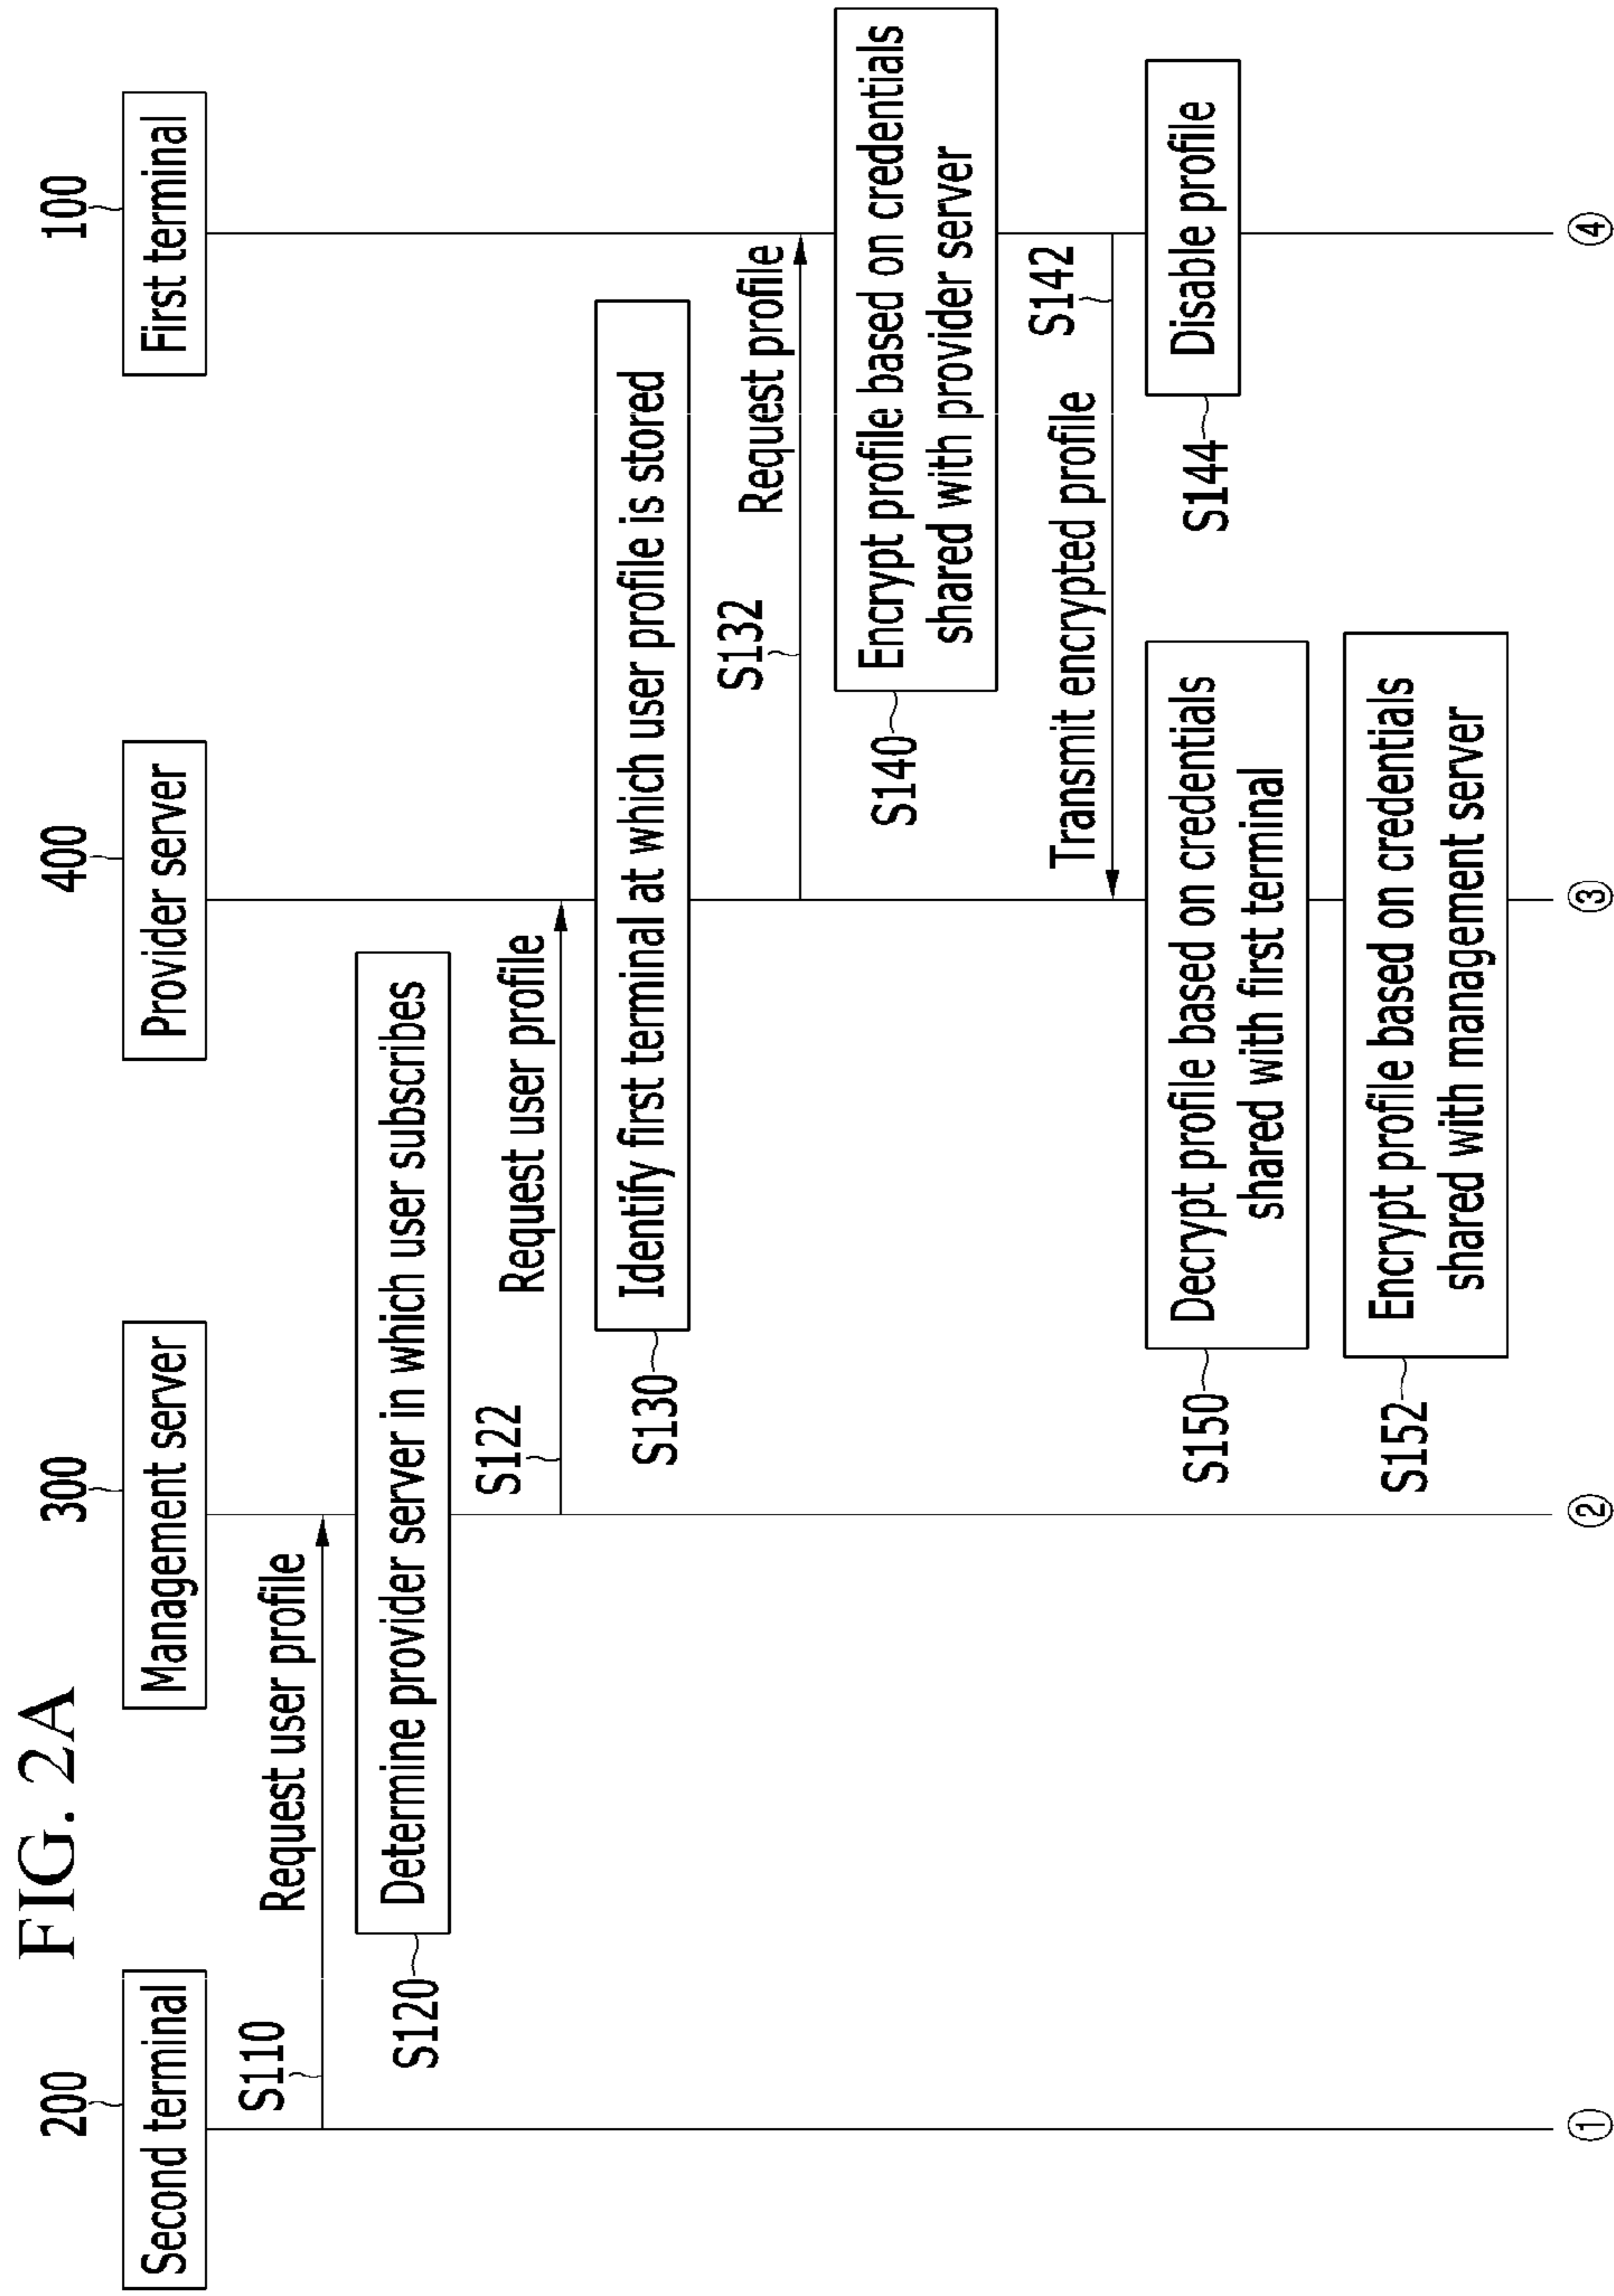 FIG. 2A
200
300
400
100
Second terminal
Management server
Provider server
First terminal
S110
Request user profile
S120
Determine provider server in which user subscribes
S122
Request user profile
S130
Identify first terminal at which user profile is stored
S132
Request profile
S140
Encrypt profile based on credentials
shared with provider server
Transmit encrypted profile
S142
S150
Decrypt profile based on credentials
shared with first terminal
S144
Disable profile
S152
Encrypt profile based on credentials
shared with management server
①
②
③
④